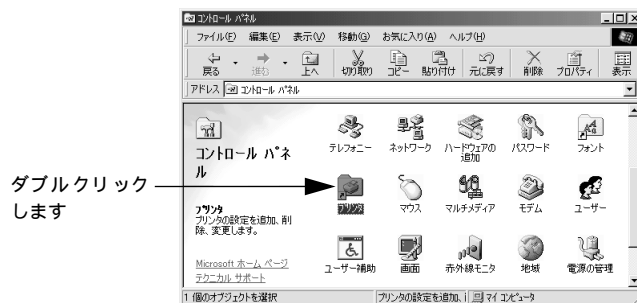 コントロール パネル
ファイル(F) 編集(E) 表示(V) 移動(G) お気に入り(A) ヘルプ(H)
戻る 進む 上へ 切り取り コピー 貼り付け 元に戻す 削除 プロパティ 表示
アドレス コントロール パネル
コントロール パネ
ル
テレフォニー ネットワーク ハードウェアの
追加 パスワード フォント
ダブルクリック
します
プリンタ
プリンタの設定を追加、削
除、変更します。
プリンタ マウス マルチメディア モデム ユーザー
Microsoft ホーム ページ
テクニカル サポート
ユーザー補助 画面 赤外線モニタ 地域 電源の管理
1 個のオブジェクトを選択 プリンタの設定を追加、i マイ コンピュータ